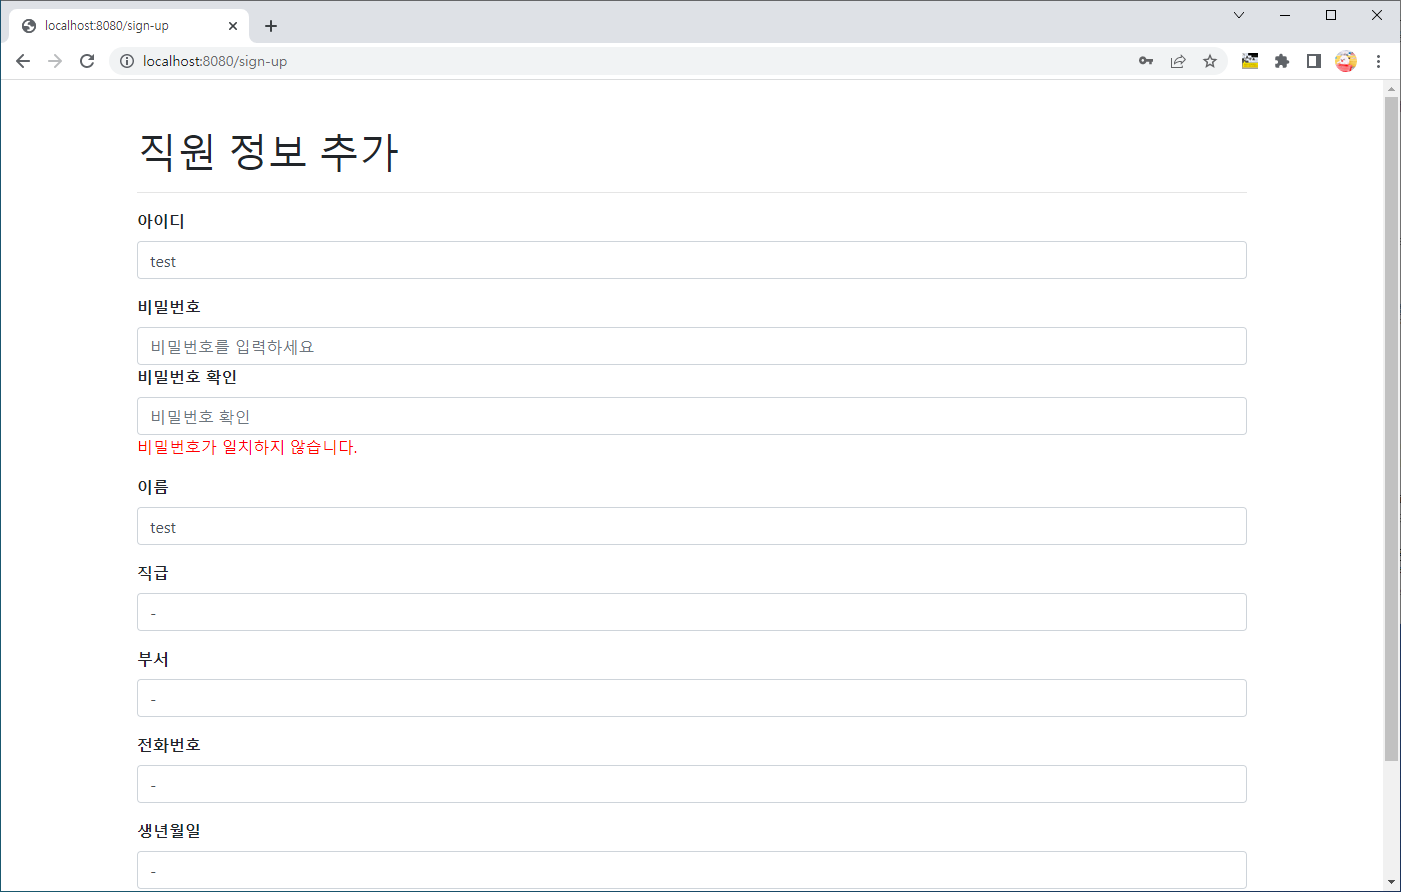 localhost:8080/sign-up
localhost:8080/sign-up
직원 정보 추가
아이디
test
비밀번호
비밀번호를 입력하세요
비밀번호 확인
비밀번호 확인
비밀번호가 일치하지 않습니다.
이름
test
직급
-
부서
-
전화번호
-
생년월일
-